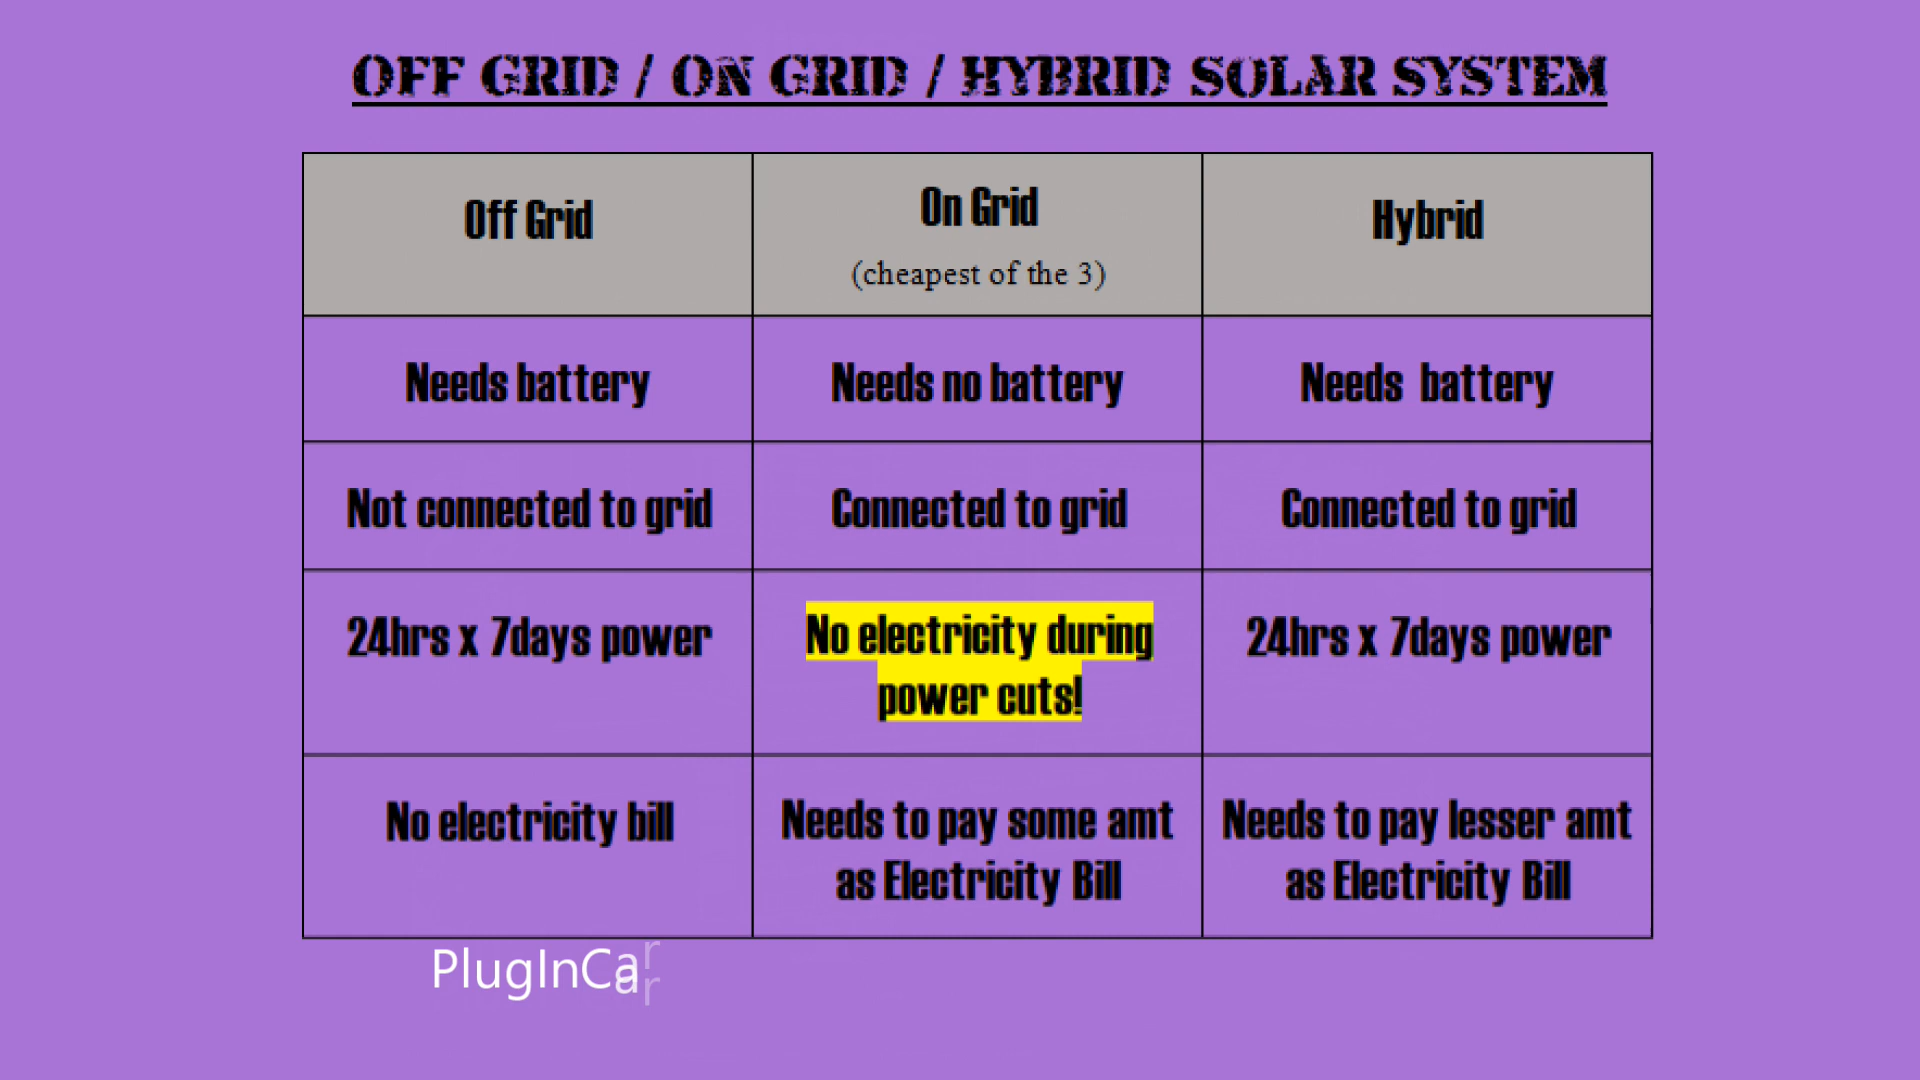 OFF GRID / ON GRID / HYBRID SOLAR SYSTEM
Off Grid
On Grid
(cheapest of the 3)
Hybrid
Needs battery
Needs no battery
Needs battery
Not connected to grid
Connected to grid
Connected to grid
24hrs x 7days power
No electricity during
power cuts!
24hrs x 7days power
No electricity bill
Needs to pay some amt
as Electricity Bill
Needs to pay lesser amt
as Electricity Bill
PlugInCar